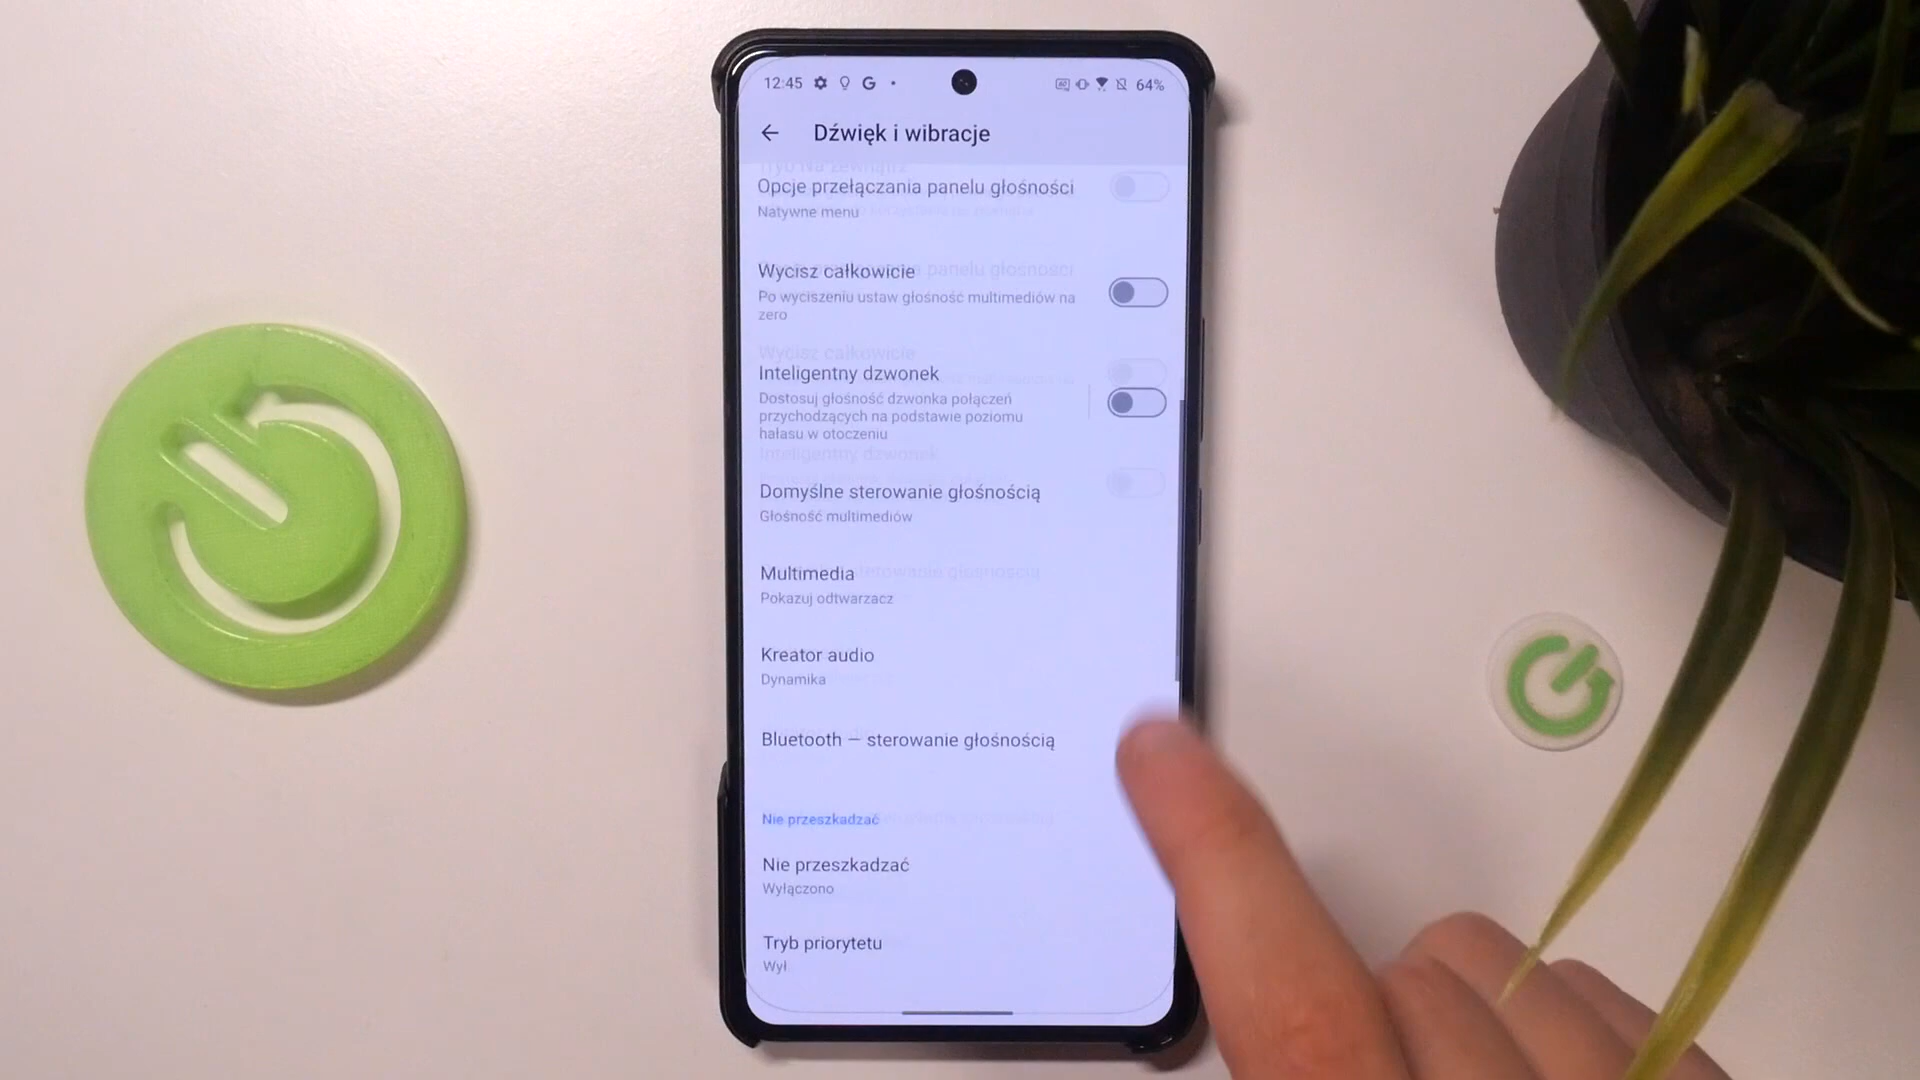 12:45 G 64%
Dźwięk i wibracje
Opcje przełączania panelu głośności
Natywne menu
Wycisz całkowicie
Po wyciszeniu ustaw głośność multimediów na
zero
Inteligentny dzwonek
Dostosuj głośność dzwonka połączeń
przychodzących na podstawie poziomu
hałasu w otoczeniu
Domyślne sterowanie głośnością
Głośność multimediów
Multimedia
Pokazuj odtwarzacz
Kreator audio
Dynamika
Bluetooth – sterowanie głośnością
Nie przeszkadzać
Nie przeszkadzać
Wyłączono
Tryb priorytetu
Wył.